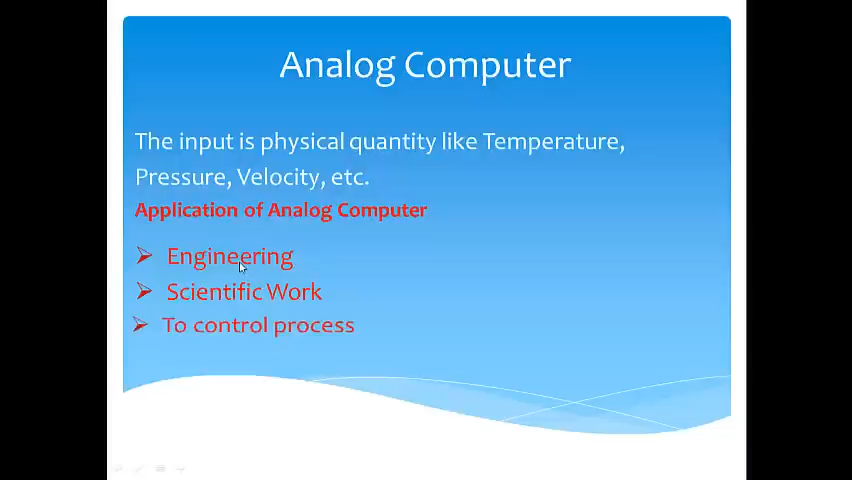 Analog Computer
The input is physical quantity like Temperature,
Pressure, Velocity, etc.
Application of Analog Computer
Engineering
Scientific Work
To control process